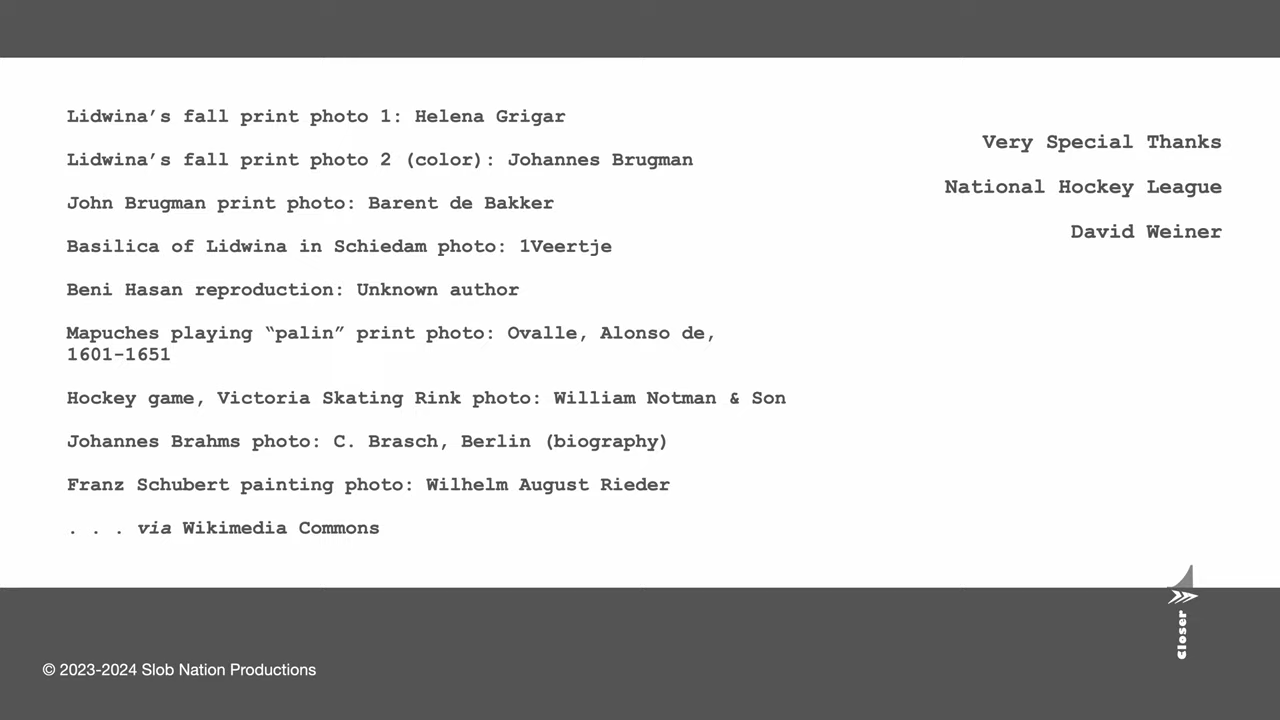 Lidwina’s fall print photo 1: Helena Grigar
Lidwina’s fall print photo 2 (color): Johannes Brugman
John Brugman print photo: Barent de Bakker
Basilica of Lidwina in Schiedam photo: 1Veertje
Beni Hasan reproduction: Unknown author
Mapuches playing “palin” print photo: Ovalle, Alonso de,
1601-1651
Hockey game, Victoria Skating Rink photo: William Notman & Son
Johannes Brahms photo: C. Brasch, Berlin (biography)
Franz Schubert painting photo: Wilhelm August Rieder
. . . via Wikimedia Commons
Very Special Thanks
National Hockey League
David Weiner
Closer
© 2023-2024 Slob Nation Productions